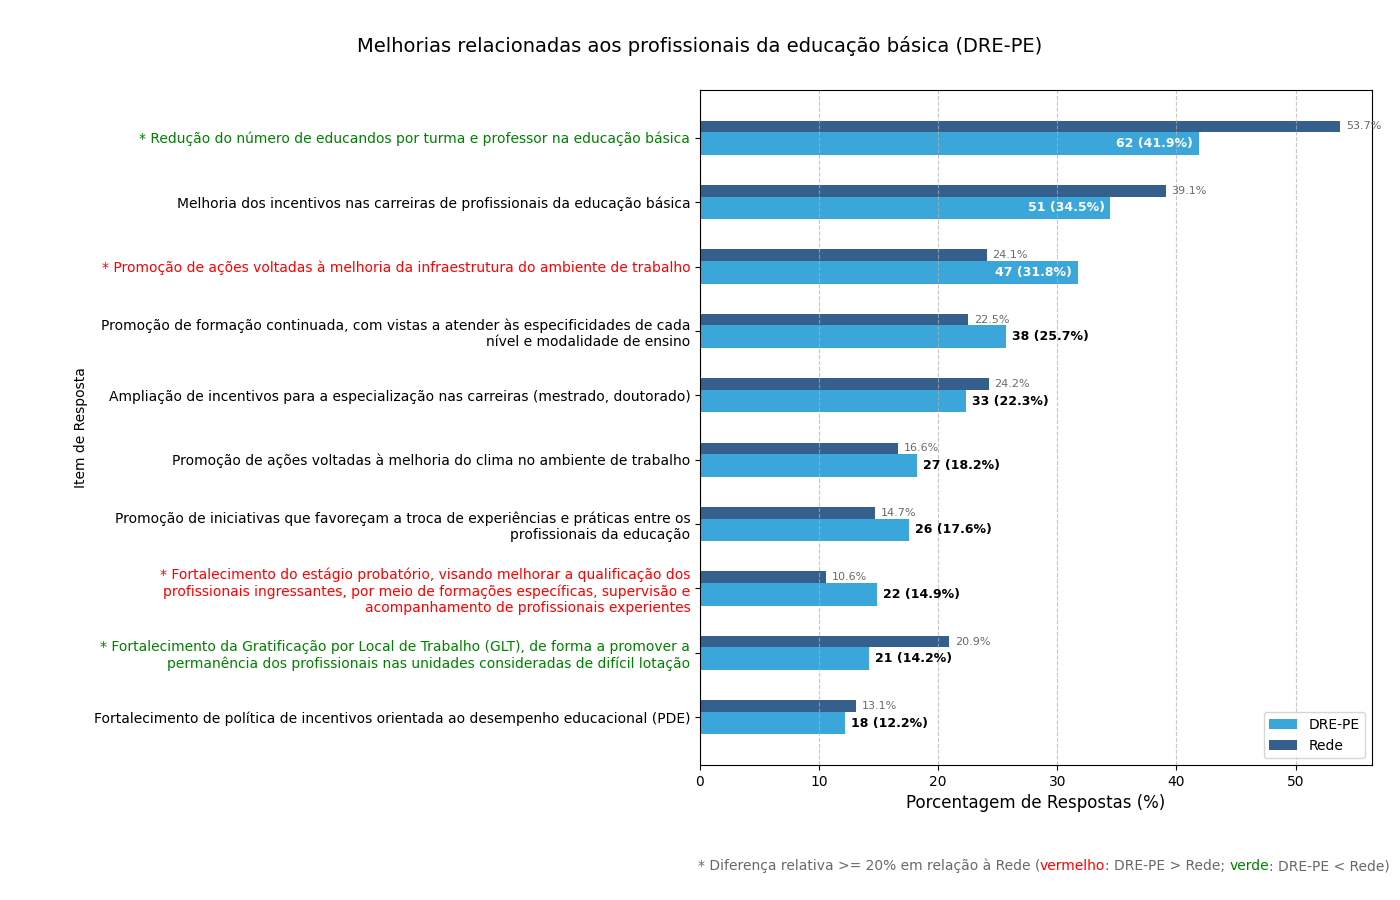 Melhorias relacionadas aos profissionais da educação básica (DRE-PE)
* Redução do número de educandos por turma e professor na educação básica
53.7%
62 (41.9%)
Melhoria dos incentivos nas carreiras de profissionais da educação básica
39.1%
51 (34.5%)
* Promoção de ações voltadas à melhoria da infraestrutura do ambiente de trabalho
24.1%
47 (31.8%)
Promoção de formação continuada, com vistas a atender às especificidades de cada
nível e modalidade de ensino
22.5%
38 (25.7%)
Ampliação de incentivos para a especialização nas carreiras (mestrado, doutorado)
24.2%
33 (22.3%)
Promoção de ações voltadas à melhoria do clima no ambiente de trabalho
16.6%
27 (18.2%)
Promoção de iniciativas que favoreçam a troca de experiências e práticas entre os
profissionais da educação
14.7%
26 (17.6%)
* Fortalecimento do estágio probatório, visando melhorar a qualificação dos
profissionais ingressantes, por meio de formações específicas, supervisão e
acompanhamento de profissionais experientes
10.6%
22 (14.9%)
* Fortalecimento da Gratificação por Local de Trabalho (GLT), de forma a promover a
permanência dos profissionais nas unidades consideradas de difícil lotação
20.9%
21 (14.2%)
Fortalecimento de política de incentivos orientada ao desempenho educacional (PDE)
13.1%
18 (12.2%)
Item de Resposta
DRE-PE
Rede
0 10 20 30 40 50
Porcentagem de Respostas (%)
* Diferença relativa >= 20% em relação à Rede (vermelho: DRE-PE > Rede; verde: DRE-PE < Rede)